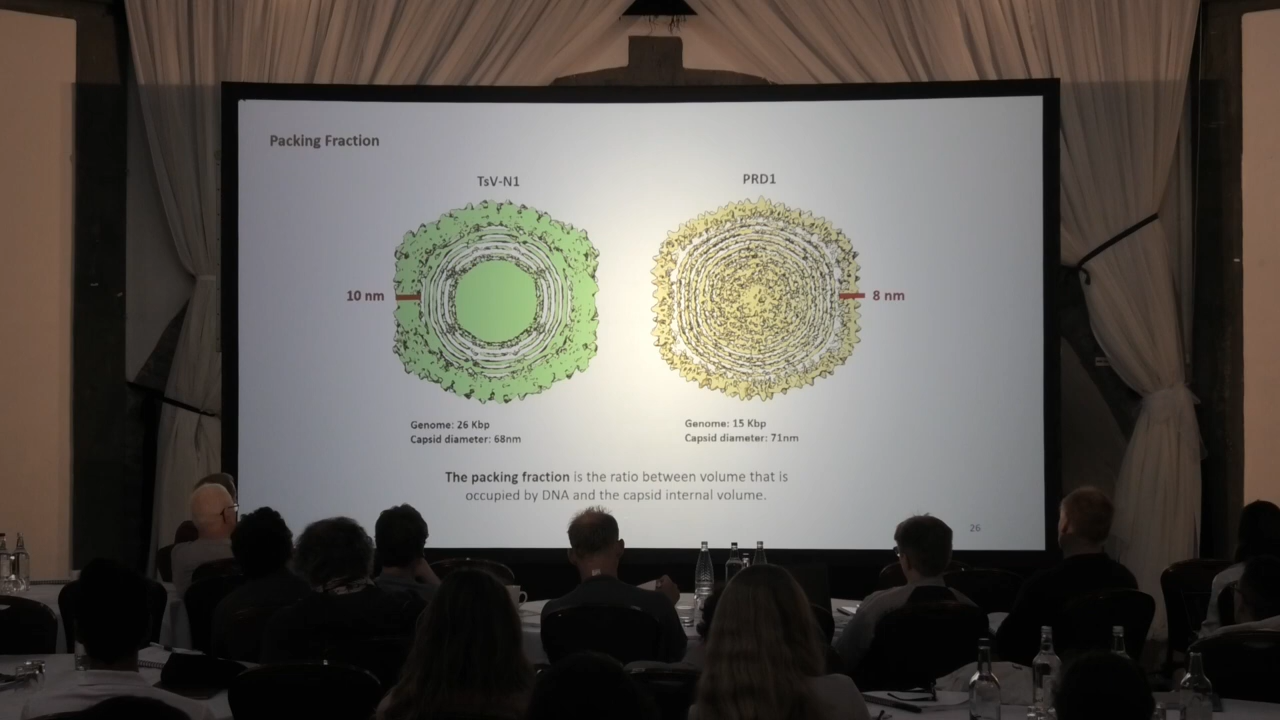 Packing Fraction
TsV-N1
PRD1
10 nm
8 nm
Genome: 26 Kbp
Capsid diameter: 68nm
Genome: 15 Kbp
Capsid diameter: 71nm
The packing fraction is the ratio between volume that is
occupied by DNA and the capsid internal volume.
26